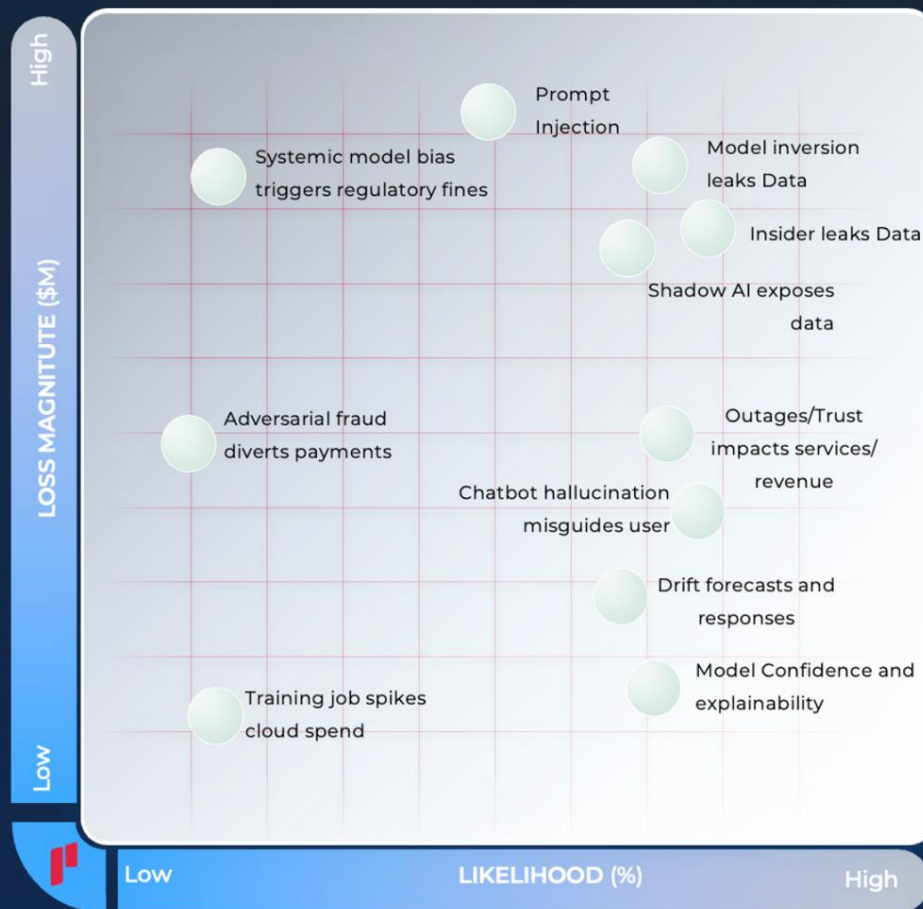 High
LOSS MAGNITUTE ($M)
Low
Prompt
Injection
Systemic model bias
triggers regulatory fines
Model inversion
leaks Data
Insider leaks Data
Shadow AI exposes
data
Adversarial fraud
diverts payments
Outages/Trust
impacts services/
revenue
Chatbot hallucination
misguides user
Drift forecasts and
responses
Model Confidence and
explainability
Training job spikes
cloud spend
Low
LIKELIHOOD (%)
High